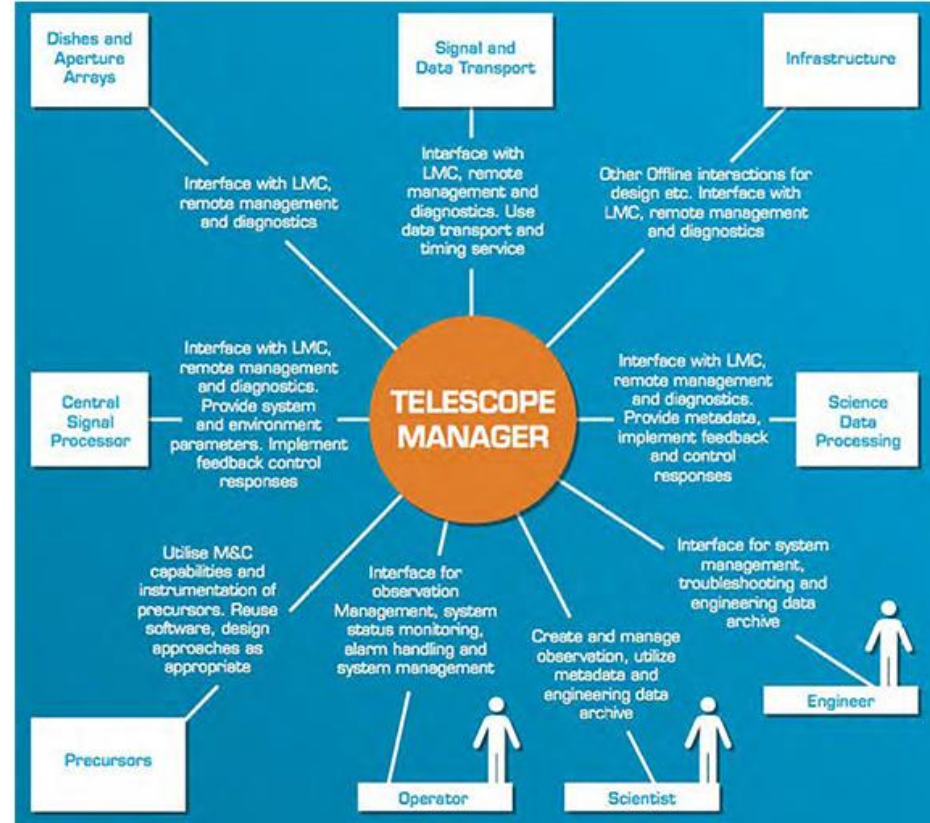 Dishes and
Aperture
Arrays
Signal and
Data Transport
Infrastructure
Interface with LMC,
remote management
and diagnostics
Interface with
LMC, remote
management
and
diagnostics. Use
data transport and
timing service
Other Offline interactions for
design etc. Interface with
LMC, remote management
and diagnostics
Central
Signal
Processor
Interface with LMC,
remote management
and diagnostics.
Provide system
and environment
parameters. Implement
feedback control
responses
TELESCOPE
MANAGER
Interface with LMC,
remote management
and diagnostics.
Provide metadata,
implement feedback
and control
responses
Science
Data
Processing
Utilise M&C
capabilities and
instrumentation of
precursors. Reuse
software, design
approaches as
appropriate
Interface for
observation
Management, system
status monitoring,
alarm handling and
system management
Create and manage
observation, utilize
metadata and
engineering data
archive
Interface for system
management,
troubleshooting and
engineering data
archive
Precursors
Operator
Scientist
Engineer